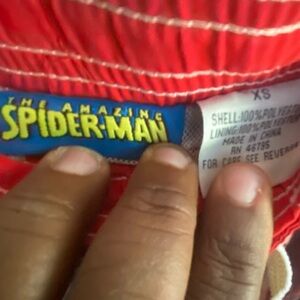 THE AMAZING
SPIDER-MAN
XS
SHELL:100%POLYESTER
LINING:100%POLYESTER
MADE IN CHINA
RN 46795
FOR CARE SEE REVERSE